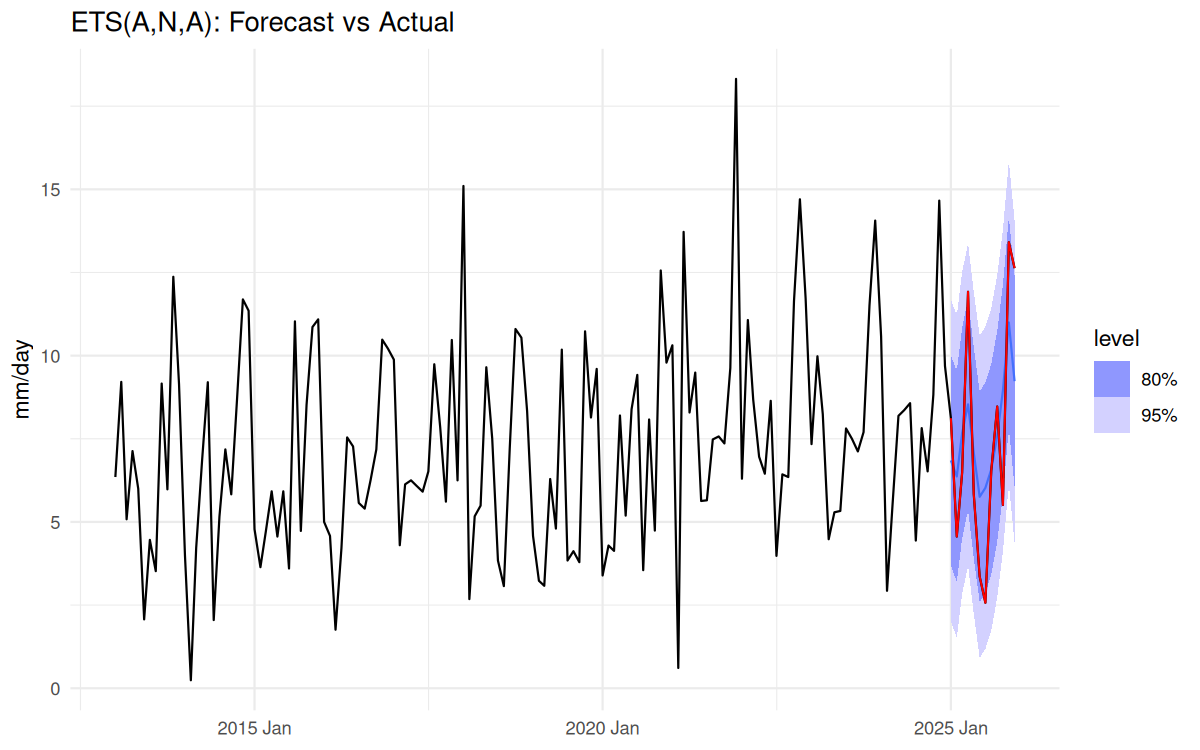 ETS(A,N,A): Forecast vs Actual
mm/day
15
10
5
0
2015 Jan
2020 Jan
2025 Jan
level
80%
95%